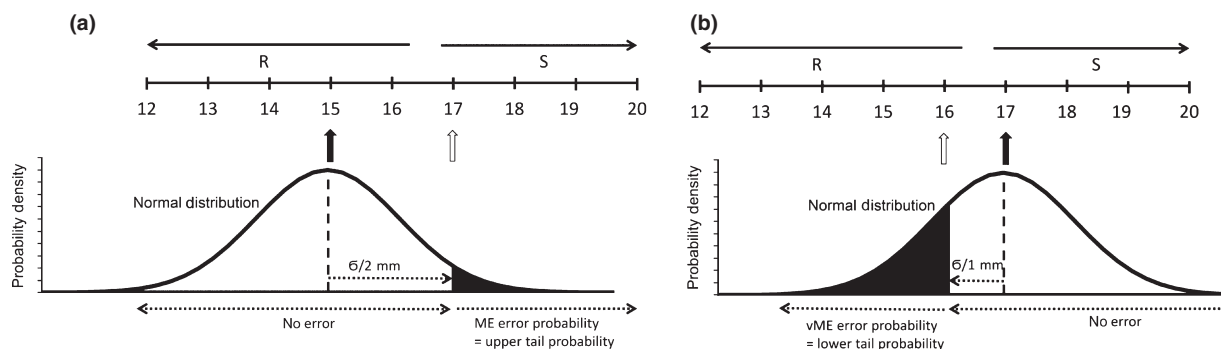 (a)
R S
12 13 14 15 16 17 18 19 20
Probability density
Normal distribution
б/2 mm
No error
ME error probability
= upper tail probability
(b)
R S
12 13 14 15 16 17 18 19 20
Probability density
Normal distribution
б/1 mm
vME error probability
= lower tail probability
No error